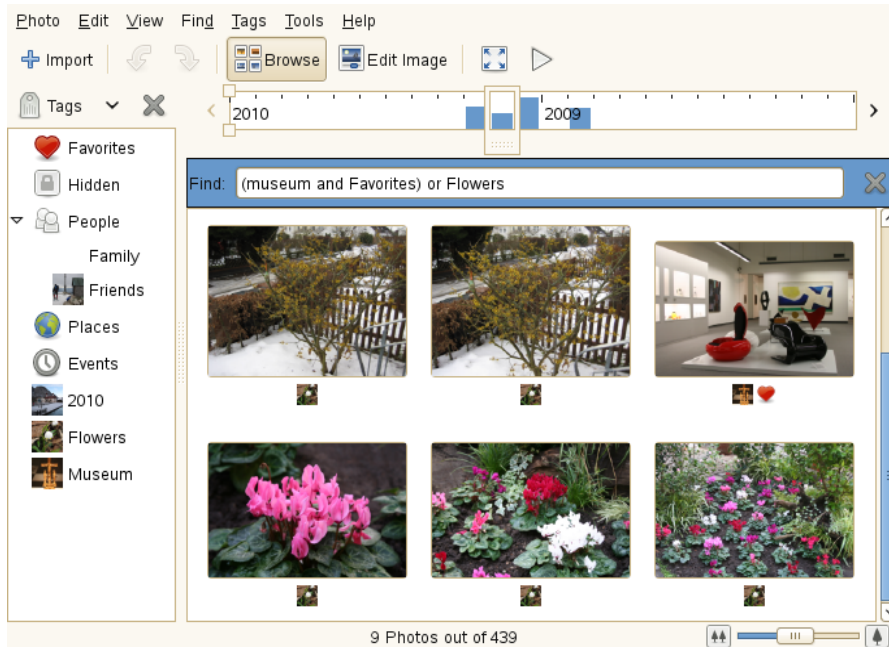 Photo Edit View Find Tags Tools Help
Import Browse Edit Image
Tags
2010 2009
Favorites
Hidden
Find: (museum and Favorites) or Flowers
People
Family
Friends
Places
Events
2010
Flowers
Museum
9 Photos out of 439